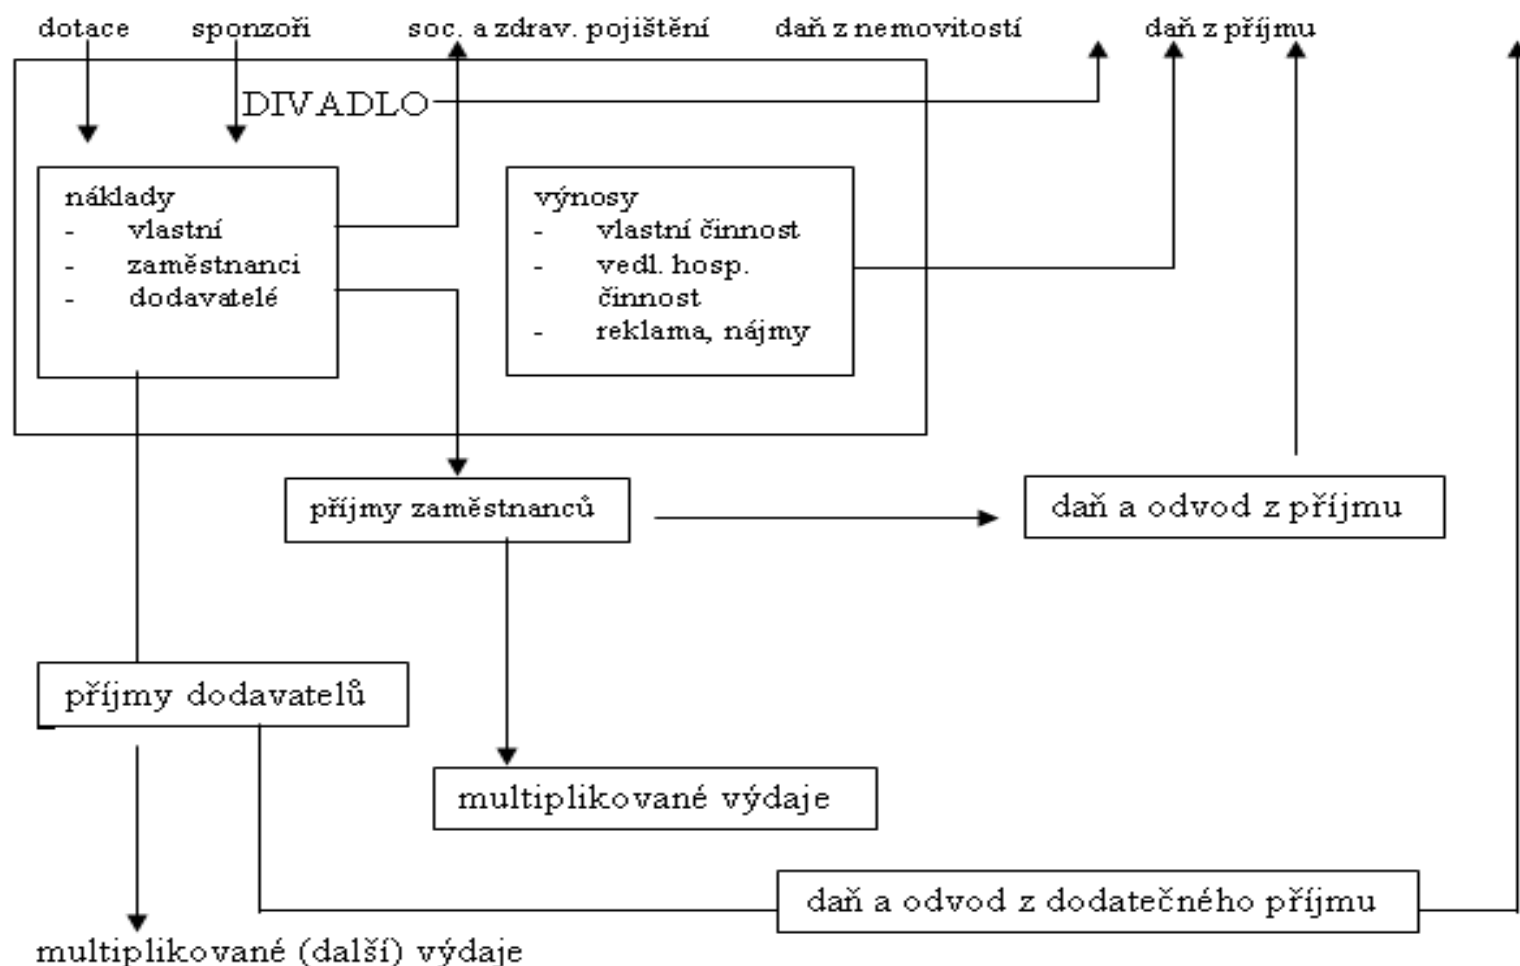 dotace sponzoři soc. a zdrav. pojištění daň z nemovitostí daň z příjmu
DIVADLO
náklady
- vlastní
- zaměstnanci
- dodavatelé
výnosy
- vlastní činnost
- vedl. hosp.
činnost
- reklama, nájmy
příjmy zaměstnanců
daň a odvod z příjmu
příjmy dodavatelů
multiplikované výdaje
daň a odvod z dodatečného příjmu
multiplikované (další) výdaje